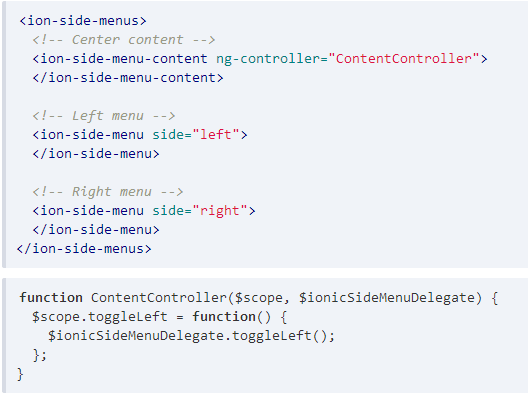 <ion-side-menus>
<!-- Center content -->
<ion-side-menu-content ng-controller="ContentController">
</ion-side-menu-content>
<!-- Left menu -->
<ion-side-menu side="left">
</ion-side-menu>
<!-- Right menu -->
<ion-side-menu side="right">
</ion-side-menu>
</ion-side-menus>
function ContentController($scope, $ionicSideMenuDelegate) {
$scope.toggleLeft = function() {
$ionicSideMenuDelegate.toggleLeft();
};
}